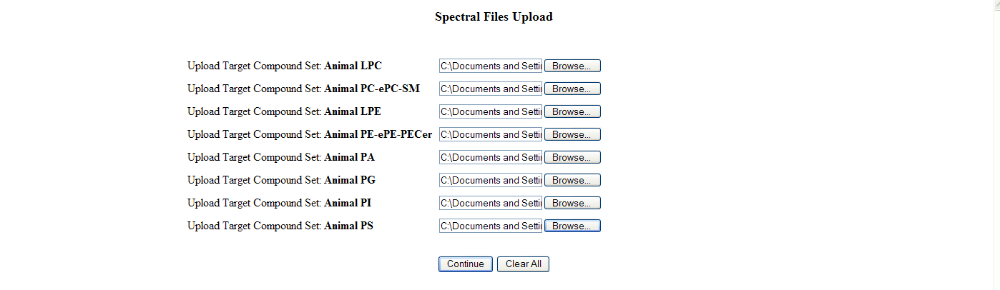 Spectral Files Upload
Upload Target Compound Set: Animal LPC C:\Documents and Setti Browse...
Upload Target Compound Set: Animal PC-ePC-SM C:\Documents and Setti Browse...
Upload Target Compound Set: Animal LPE C:\Documents and Setti Browse...
Upload Target Compound Set: Animal PE-ePE-PECer C:\Documents and Setti Browse...
Upload Target Compound Set: Animal PA C:\Documents and Setti Browse...
Upload Target Compound Set: Animal PG C:\Documents and Setti Browse...
Upload Target Compound Set: Animal PI C:\Documents and Setti Browse...
Upload Target Compound Set: Animal PS C:\Documents and Setti Browse...
Continue Clear All